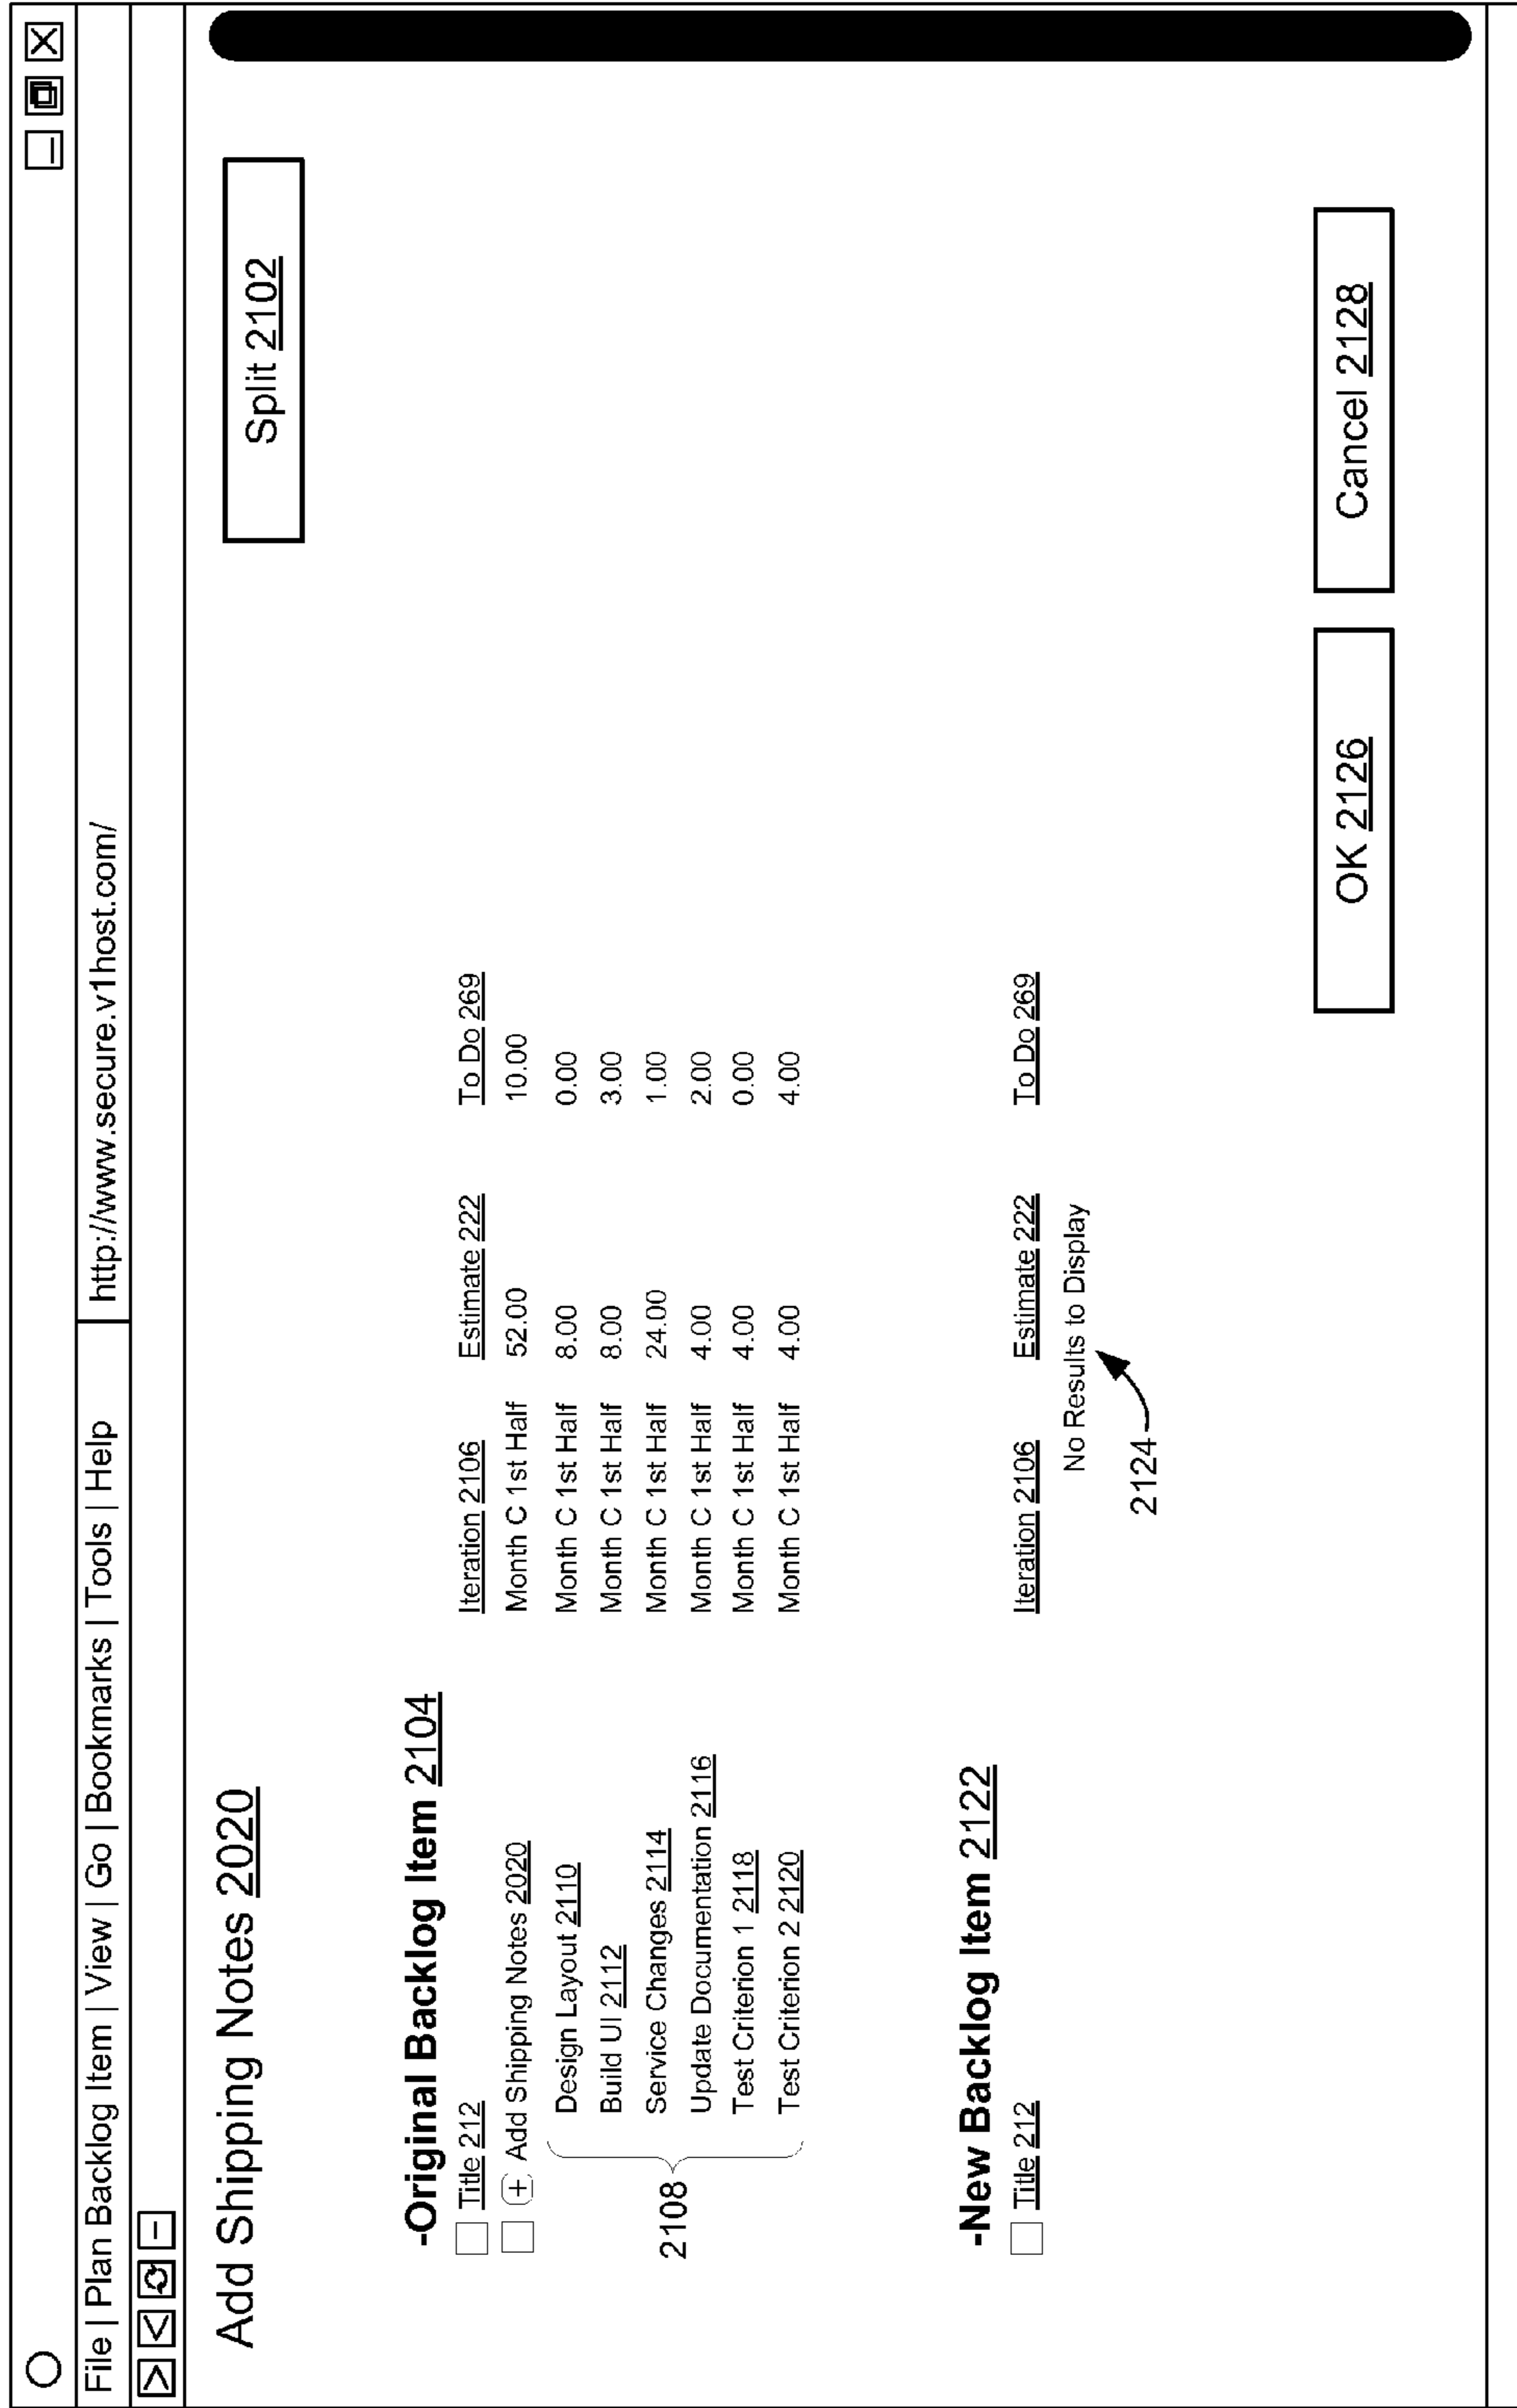 File | Plan Backlog Item | View | Go | Bookmarks | Tools | Help http://www.secure.v1host.com/
Add Shipping Notes 2020
Split 2102
-Original Backlog Item 2104
Title 212 Iteration 2106 Estimate 222 To Do 269
Add Shipping Notes 2020 Month C 1st Half 52.00 10.00
Design Layout 2110 Month C 1st Half 8.00 0.00
Build UI 2112 Month C 1st Half 8.00 3.00
Service Changes 2114 Month C 1st Half 24.00 1.00
2108
Update Documentation 2116 Month C 1st Half 4.00 2.00
Test Criterion 1 2118 Month C 1st Half 4.00 0.00
Test Criterion 2 2120 Month C 1st Half 4.00 4.00
-New Backlog Item 2122
Title 212 Iteration 2106 Estimate 222 To Do 269
No Results to Display
2124
OK 2126 Cancel 2128